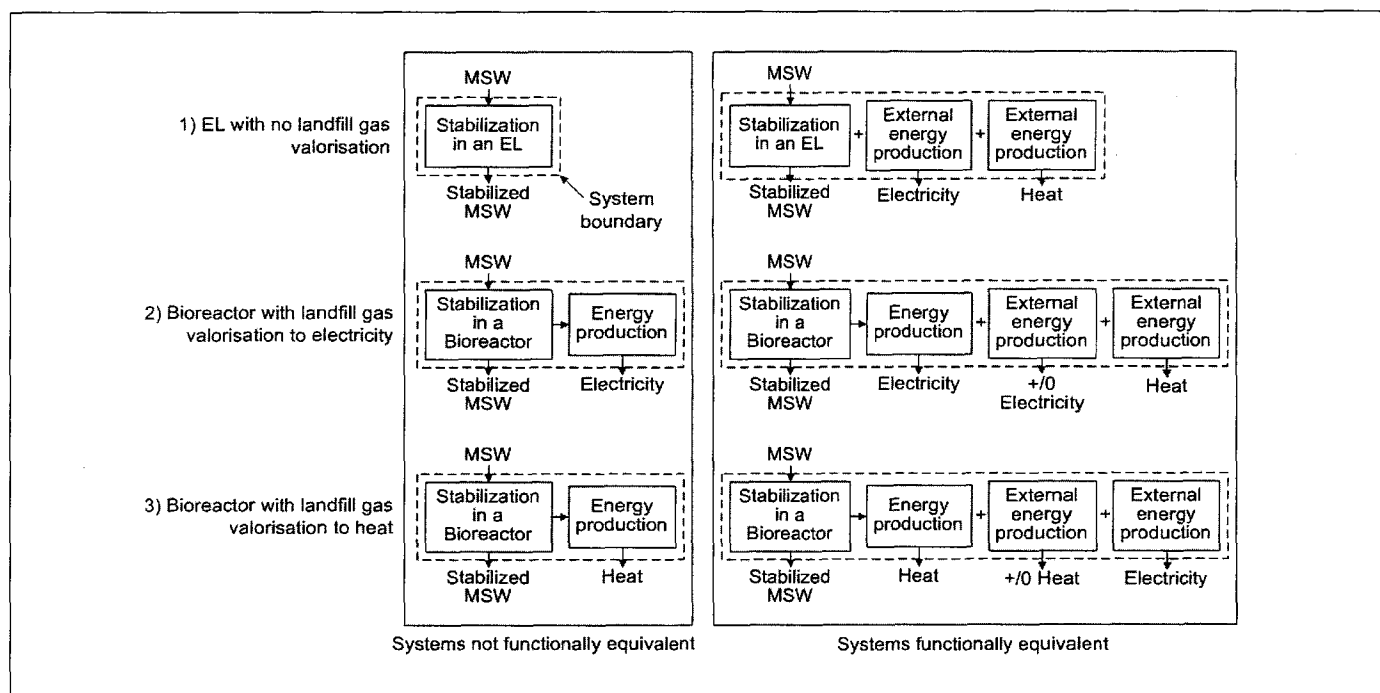 MSW
MSW
1) EL with no landfill gas
valorisation
Stabilization
in an EL
Stabilization
in an EL
+
External
energy
production
+
External
energy
production
Stabilized
MSW
System
boundary
Stabilized
MSW
Electricity
Heat
MSW
MSW
2) Bioreactor with landfill gas
valorisation to electricity
Stabilization
in a
Bioreactor
Energy
production
Stabilization
in a
Bioreactor
Energy
production
+
External
energy
production
+
External
energy
production
Stabilized
MSW
Electricity
Stabilized
MSW
Electricity
+/0
Electricity
Heat
MSW
MSW
3) Bioreactor with landfill gas
valorisation to heat
Stabilization
in a
Bioreactor
Energy
production
Stabilization
in a
Bioreactor
Energy
production
+
External
energy
production
+
External
energy
production
Stabilized
MSW
Heat
Stabilized
MSW
Heat
+/0 Heat
Electricity
Systems not functionally equivalent
Systems functionally equivalent